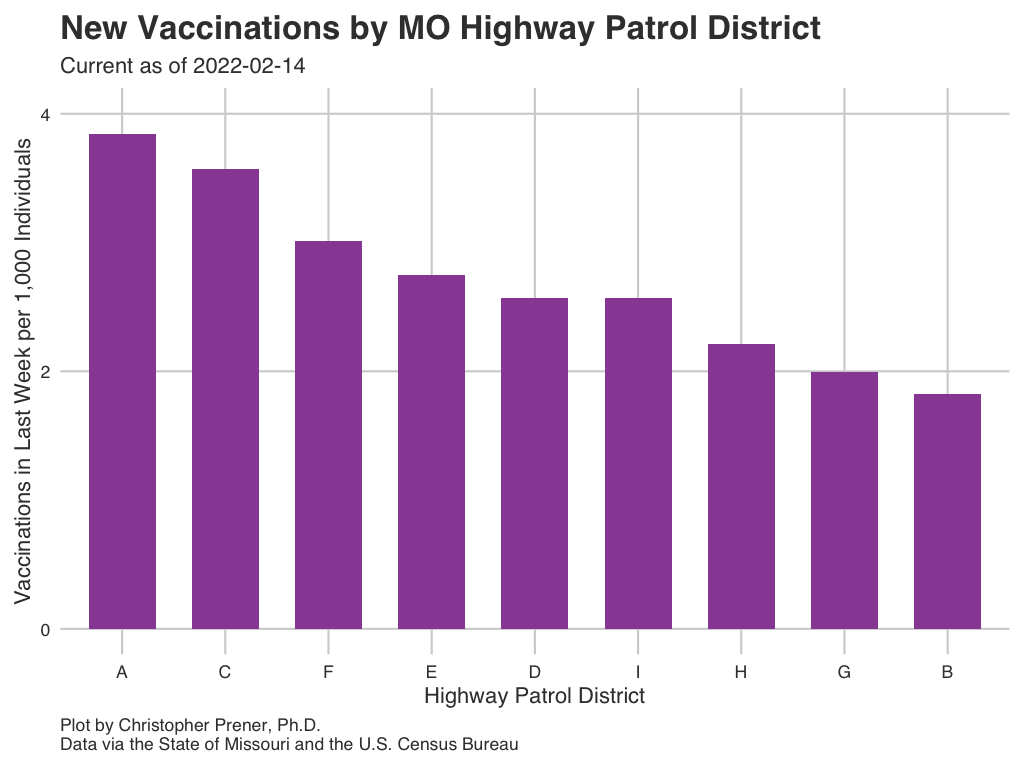 New Vaccinations by MO Highway Patrol District
Current as of 2022-02-14
Vaccinations in Last Week per 1,000 Individuals
4
2
0
A C F E D I H G B
Highway Patrol District
Plot by Christopher Prener, Ph.D.
Data via the State of Missouri and the U.S. Census Bureau